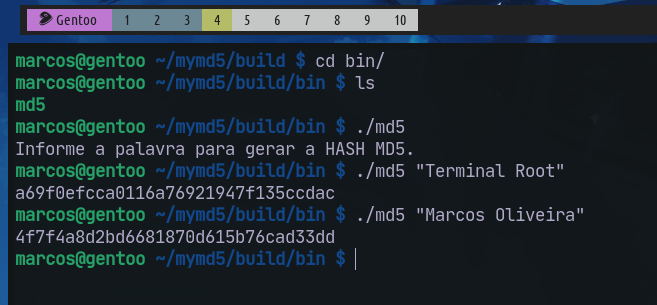 Gentoo 1 2 3 4 5 6 7 8 9 10
marcos@gentoo ~/mymd5/build $ cd bin/
marcos@gentoo ~/mymd5/build/bin $ ls
md5
marcos@gentoo ~/mymd5/build/bin $ ./md5
Informe a palavra para gerar a HASH MD5.
marcos@gentoo ~/mymd5/build/bin $ ./md5 "Terminal Root"
a69f0efcca0116a76921947f135ccdac
marcos@gentoo ~/mymd5/build/bin $ ./md5 "Marcos Oliveira"
4f7f4a8d2bd6681870d615b76cad33dd
marcos@gentoo ~/mymd5/build/bin $